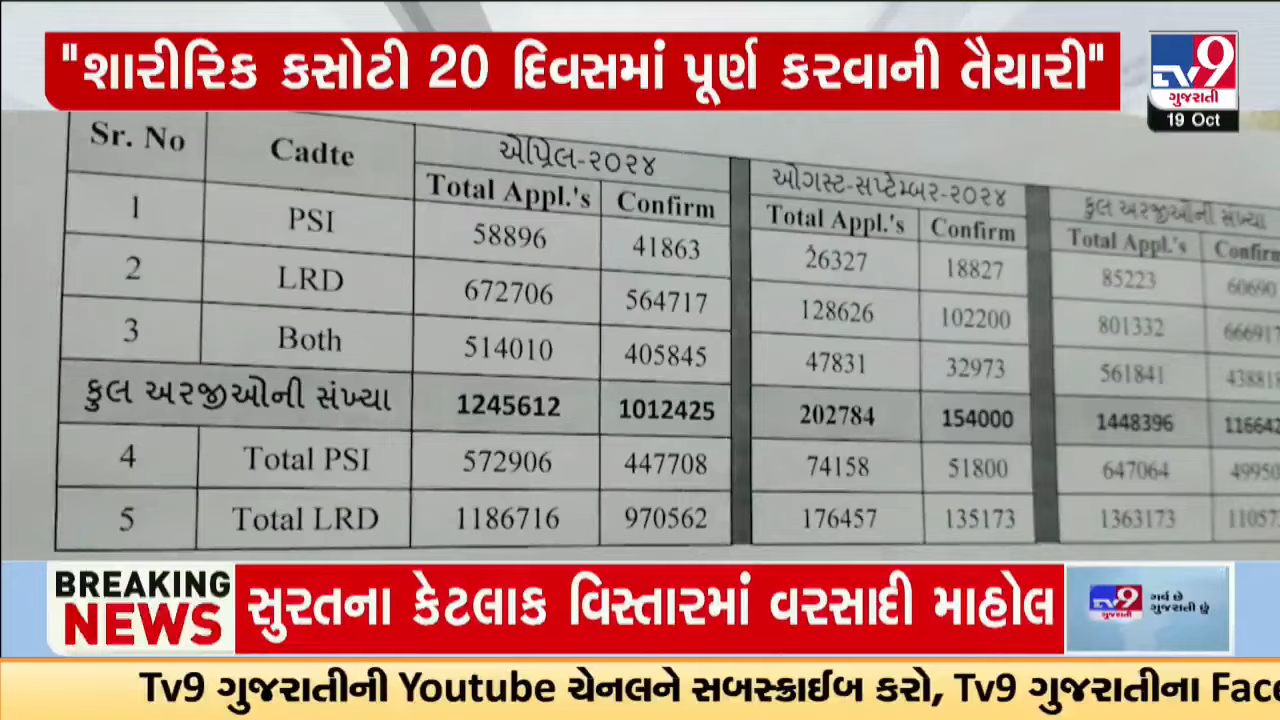 "શારીરિક કસોટી 20 દિવસમાં પૂર્ણ કરવાની તૈયારી"
TV9
ગુજરાતી
19 Oct
Sr. No Cadte એપ્રિલ-૨૦૨૪ ઓગસ્ટ-સપ્ટેમ્બર-૨૦૨૪ કુલ અરજીઓની સંખ્યા
Total Appl.'s Confirm Total Appl.'s Confirm Total Appl.'s Confirm
1 PSI 58896 41863 26327 18827 85223 60690
2 LRD 672706 564717 128626 102200 801332 666917
3 Both 514010 405845 47831 32973 561841 438818
કુલ અરજીઓની સંખ્યા 1245612 1012425 202784 154000 1448396 116642
4 Total PSI 572906 447708 74158 51800 647064 49950
5 Total LRD 1186716 970562 176457 135173 1363173 11057
BREAKING NEWS
સુરતના કેટલાક વિસ્તારમાં વરસાદી માહોલ
TV9 ગુજરાતી
ગર્વ છે
ગુજરાતી છું
Tv9 ગુજરાતીની Youtube ચેનલને સબસ્ક્રાઈબ કરો, Tv9 ગુજરાતીના Face